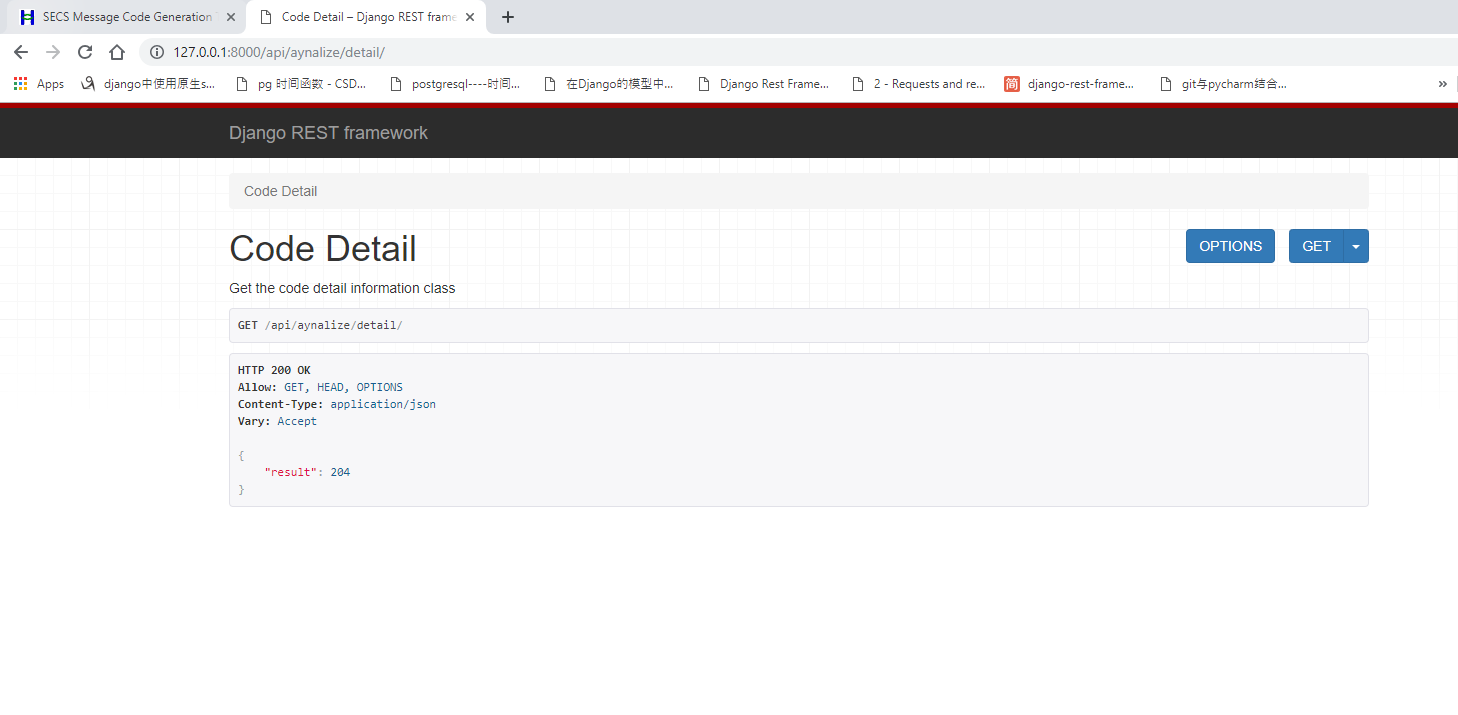 SECS Message Code Generation
Code Detail – Django REST frame
127.0.0.1:8000/api/aynalize/detail/
Apps django中使用原生s... pg 时间函数 - CSD... postgresql----时间... 在Django的模型中... Django Rest Frame... 2 - Requests and re... 简 django-rest-frame... git与pycharm结合... »
Django REST framework
Code Detail
Code Detail
OPTIONS GET
Get the code detail information class
GET /api/aynalize/detail/
HTTP 200 OK
Allow: GET, HEAD, OPTIONS
Content-Type: application/json
Vary: Accept
{
"result": 204
}